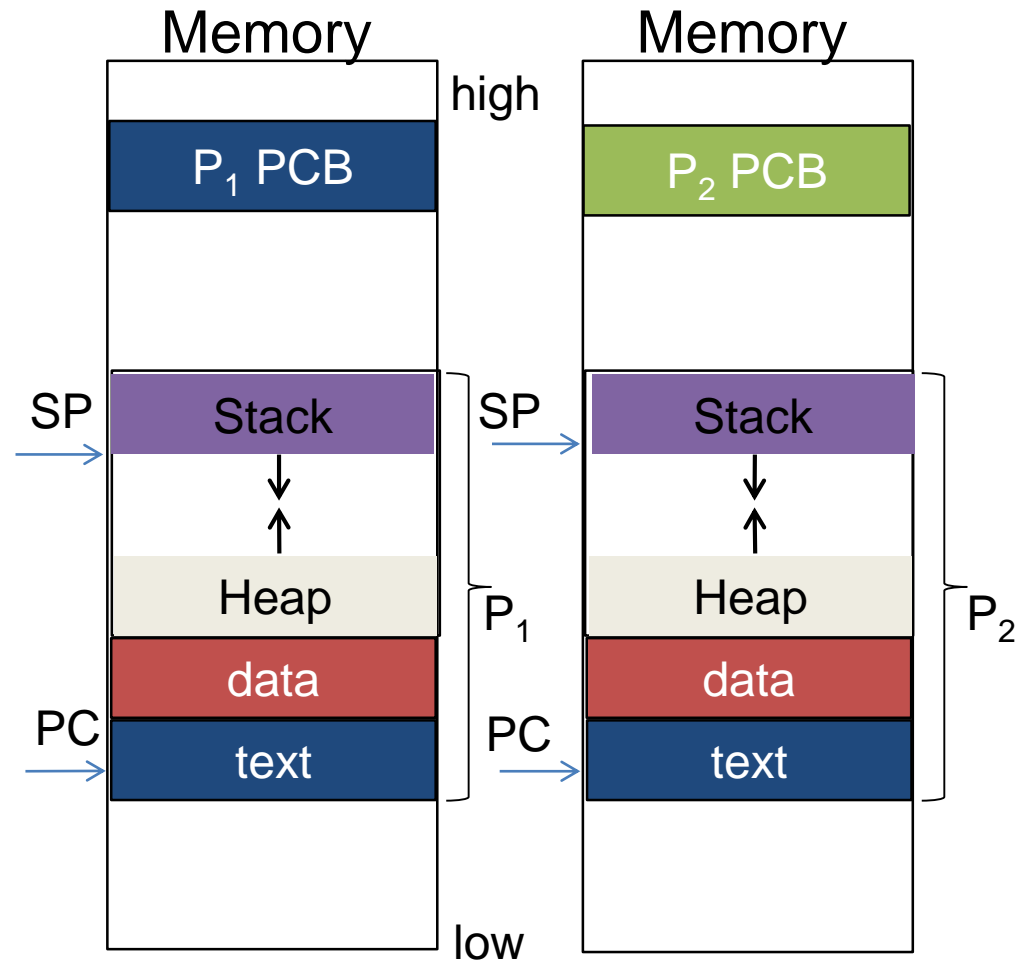 Memory
high
P1 PCB
SP
Stack
Heap
P1
data
PC
text
low
Memory
P2 PCB
SP
Stack
Heap
P2
data
PC
text